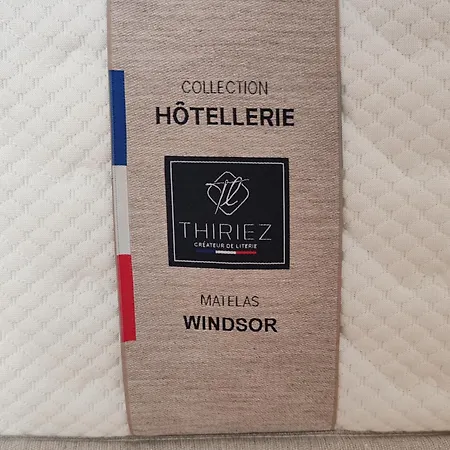 COLLECTION
HÔTELLERIE
THIRIEZ
CRÉATEUR DE LITERIE
MATELAS
WINDSOR